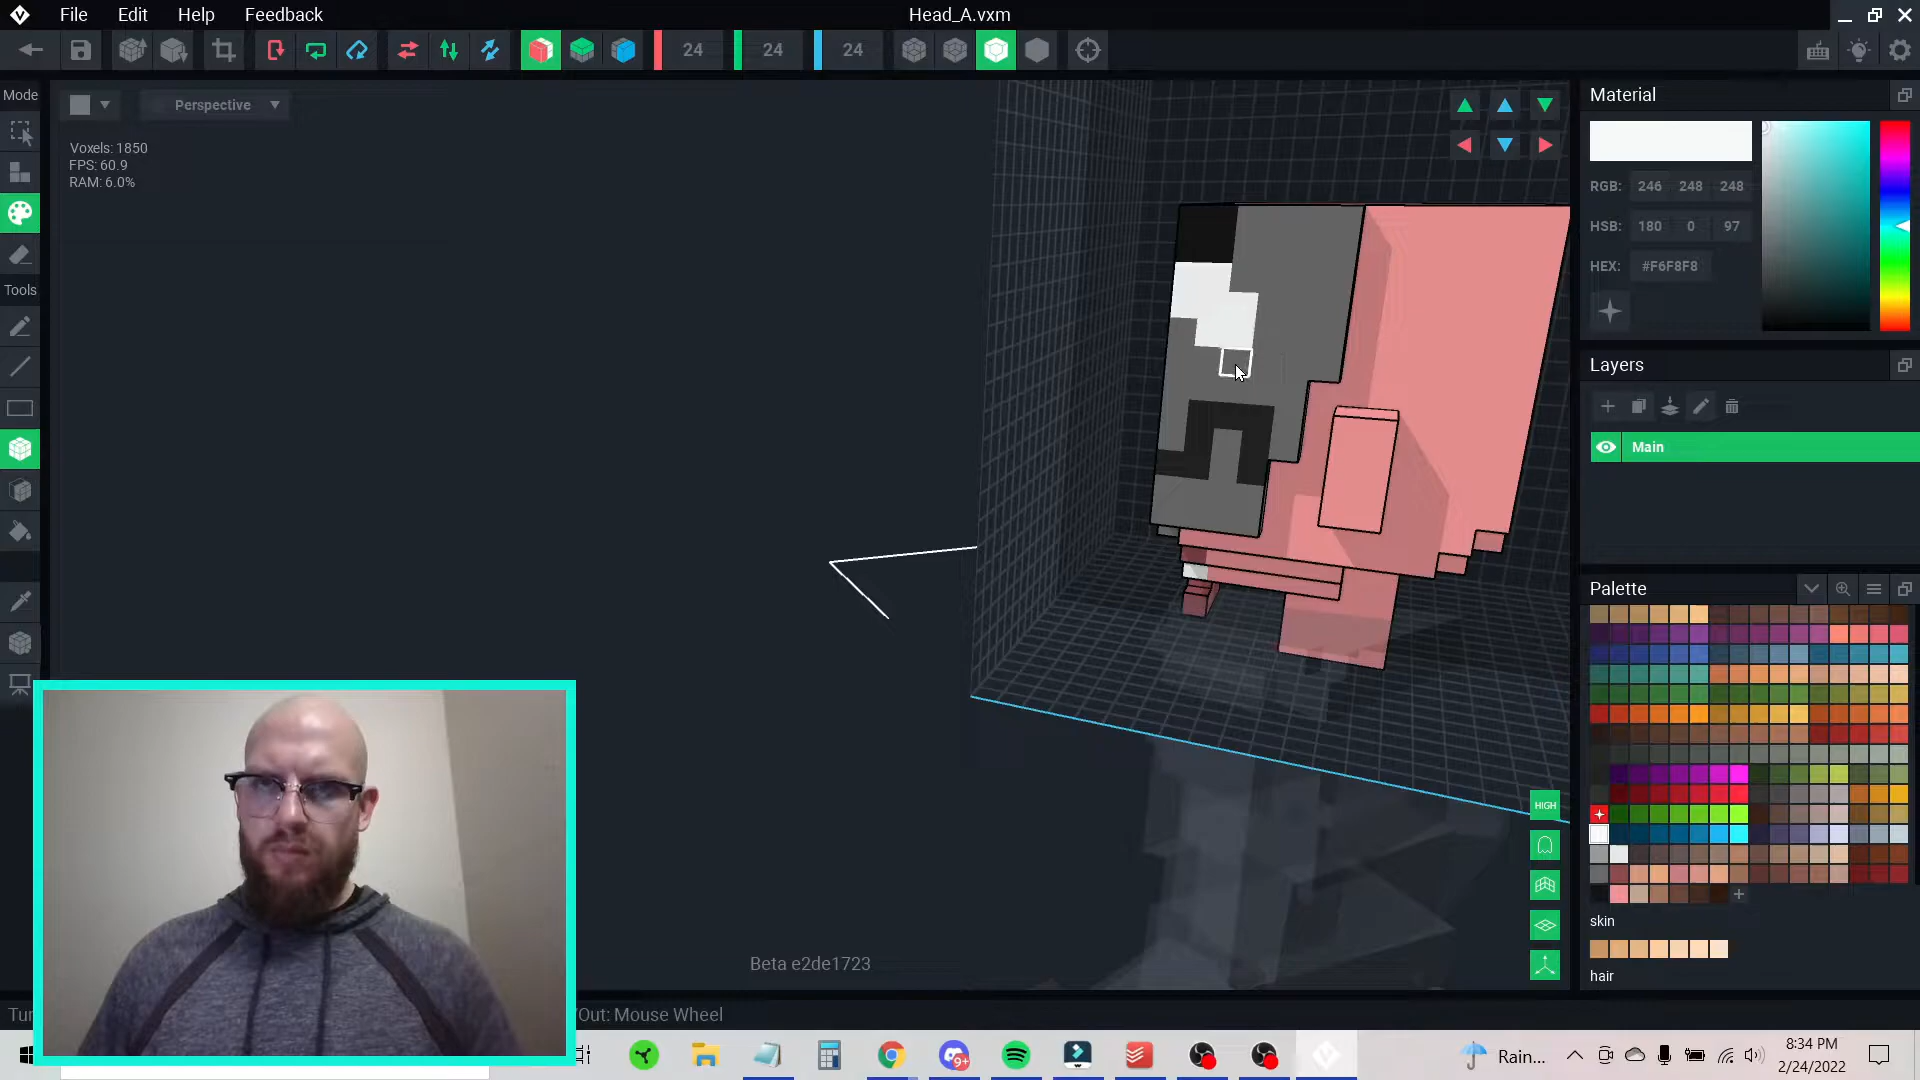 File Edit Help Feedback Head_A.vxm
24 24 24
Mode
Perspective
Voxels: 1850
FPS: 60.9
RAM: 6.0%
Tools
Material
RGB: 246 248 248
HSB: 180 0 97
HEX: #F6F8F8
Layers
Main
Palette
skin
hair
HIGH
Beta e2de1723
/Out: Mouse Wheel
9+
Rain...
8:34 PM
2/24/2022